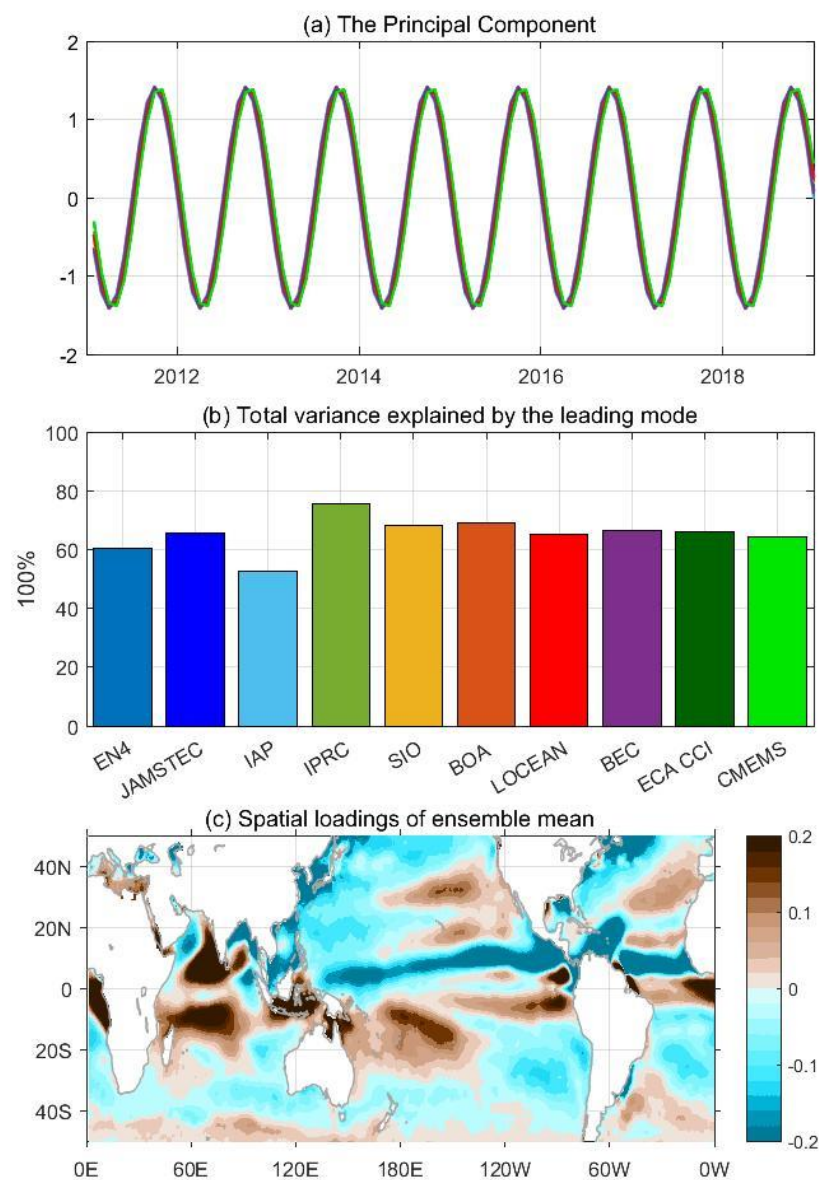 (a) The Principal Component
2
1
0
-1
-2
2012 2014 2016 2018
(b) Total variance explained by the leading mode
100
80
60
40
20
0
100%
EN4 JAMSTEC IAP IPRC SIO BOA LOCEAN BEC ECA CCI CMEMS
(c) Spatial loadings of ensemble mean
40N
20N
0
20S
40S
0E 60E 120E 180E 120W 60W 0W
0.2
0.1
0
-0.1
-0.2